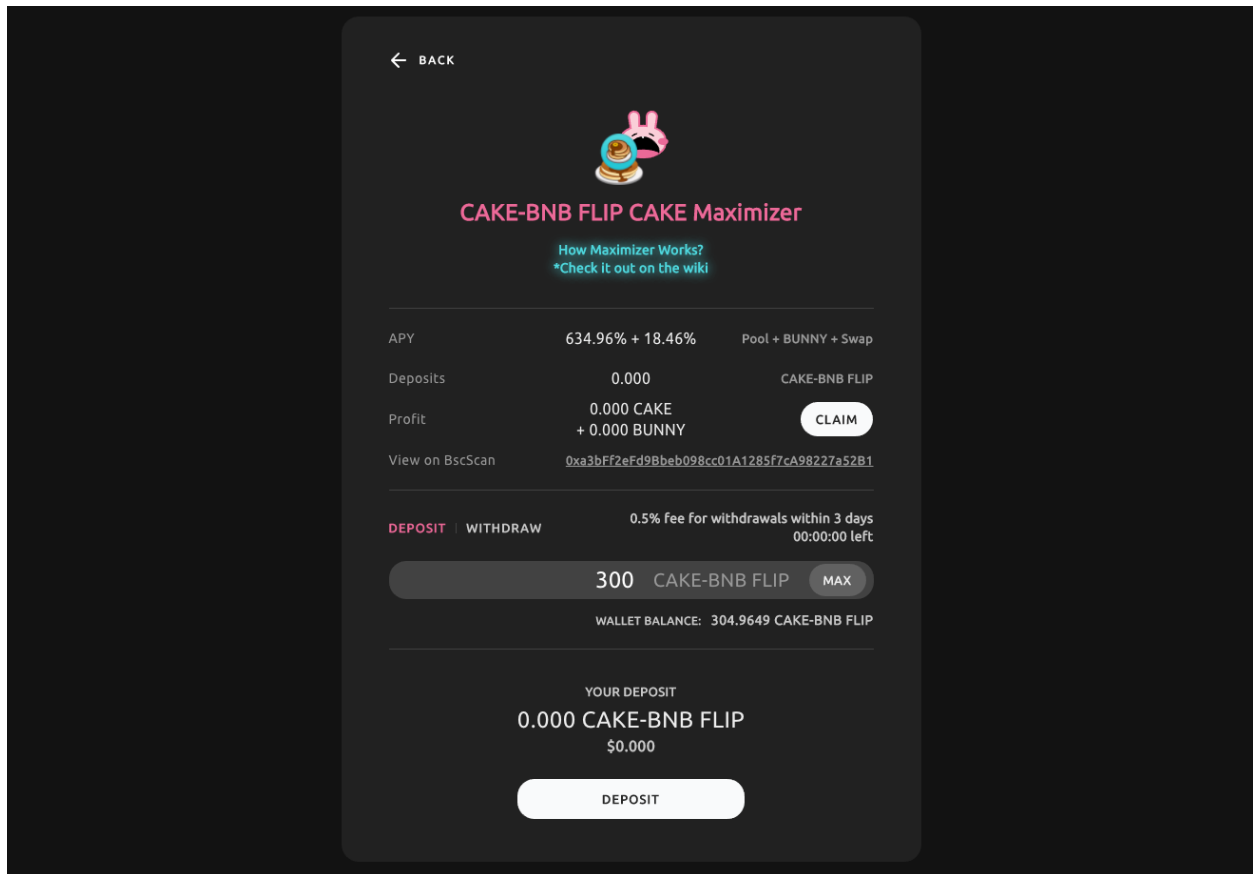 BACK
CAKE-BNB FLIP CAKE Maximizer
How Maximizer Works?
*Check it out on the wiki
APY 634.96% + 18.46% Pool + BUNNY + Swap
Deposits 0.000 CAKE-BNB FLIP
Profit 0.000 CAKE
+ 0.000 BUNNY
CLAIM
View on BscScan 0xa3bFf2eFd9Bbeb098cc01A1285f7cA98227a52B1
DEPOSIT | WITHDRAW
0.5% fee for withdrawals within 3 days
00:00:00 left
300 CAKE-BNB FLIP MAX
WALLET BALANCE: 304.9649 CAKE-BNB FLIP
YOUR DEPOSIT
0.000 CAKE-BNB FLIP
$0.000
DEPOSIT